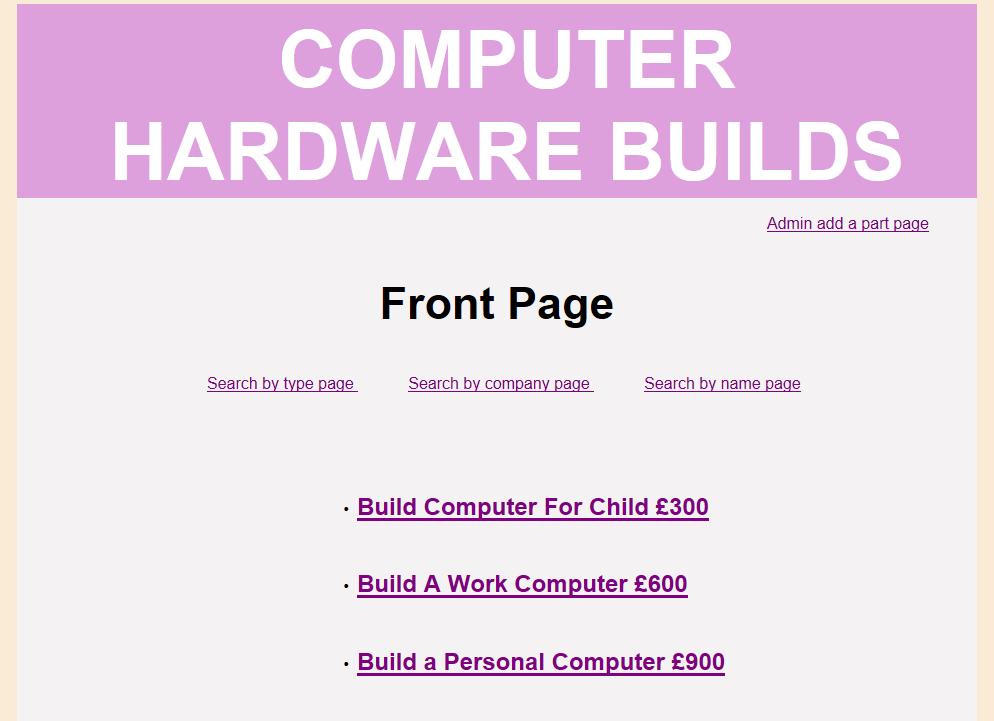 COMPUTER
HARDWARE BUILDS
Admin add a part page
Front Page
Search by type page Search by company page Search by name page
• Build Computer For Child £300
• Build A Work Computer £600
• Build a Personal Computer £900